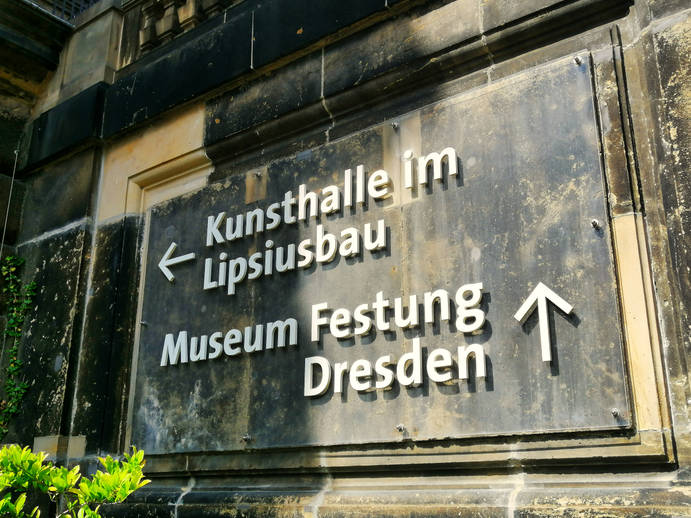 Kunsthalle im
← Lipsiusbau
Museum Festung ↑
Dresden